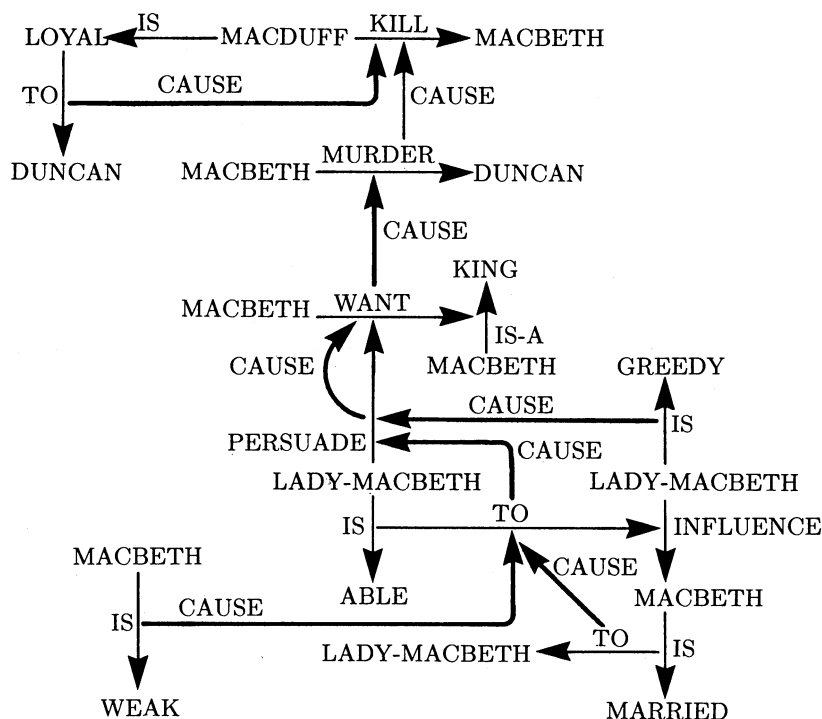 LOYAL IS MACDUFF KILL MACBETH
TO CAUSE CAUSE
DUNCAN MACBETH MURDER DUNCAN
CAUSE
KING
MACBETH WANT
IS-A
CAUSE MACBETH GREEDY
CAUSE IS
PERSUADE CAUSE
LADY-MACBETH LADY-MACBETH
IS TO INFLUENCE
MACBETH CAUSE
ABLE MACBETH
IS CAUSE
LADY-MACBETH TO IS
WEAK MARRIED